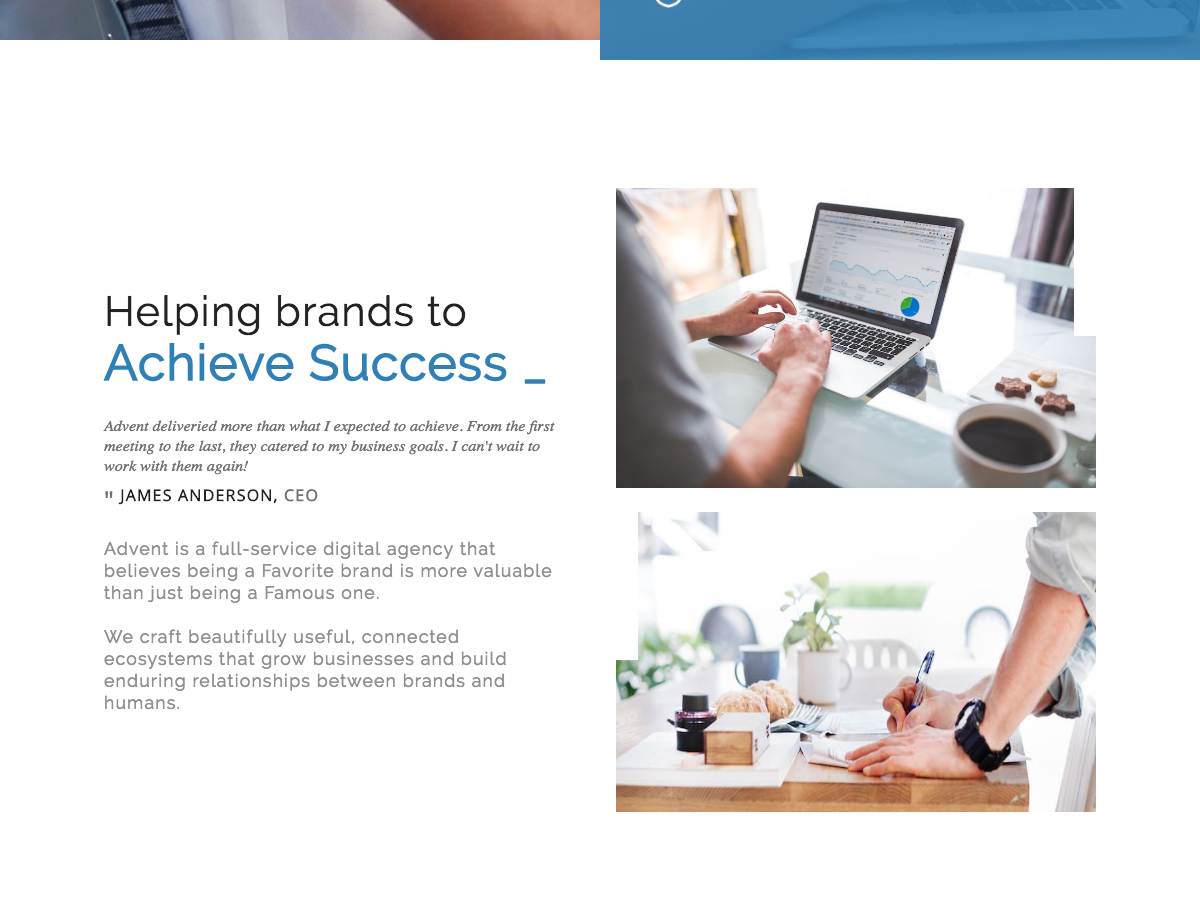 Helping brands to
Achieve Success _
Advent deliveried more than what I expected to achieve. From the first
meeting to the last, they catered to my business goals. I can't wait to
work with them again!
" JAMES ANDERSON, CEO
Advent is a full-service digital agency that
believes being a Favorite brand is more valuable
than just being a Famous one.
We craft beautifully useful, connected
ecosystems that grow businesses and build
enduring relationships between brands and
humans.